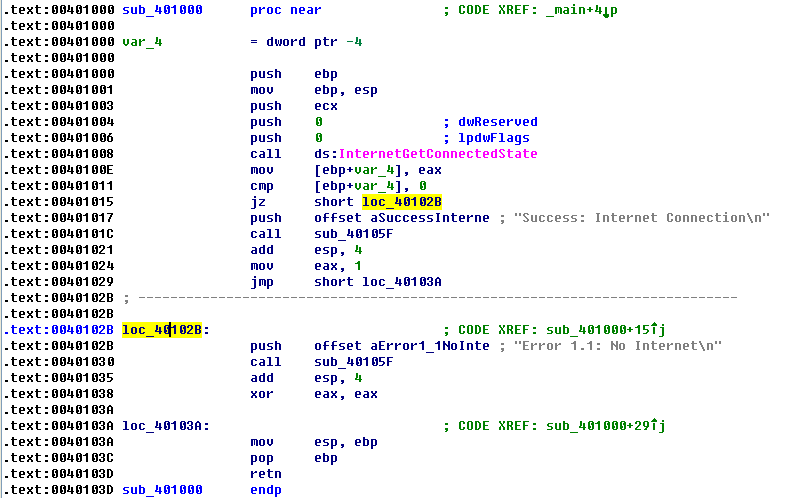 .text:00401000 sub_401000 proc near ; CODE XREF: _main+4↓p
.text:00401000
.text:00401000 var_4 = dword ptr -4
.text:00401000
.text:00401000 push ebp
.text:00401001 mov ebp, esp
.text:00401003 push ecx
.text:00401004 push 0 ; dwReserved
.text:00401006 push 0 ; lpdwFlags
.text:00401008 call ds:InternetGetConnectedState
.text:0040100E mov [ebp+var_4], eax
.text:00401011 cmp [ebp+var_4], 0
.text:00401015 jz short loc_40102B
.text:00401017 push offset aSuccessInterne ; "Success: Internet Connection\n"
.text:0040101C call sub_40105F
.text:00401021 add esp, 4
.text:00401024 mov eax, 1
.text:00401029 jmp short loc_40103A
.text:0040102B ; ---------------------------------------------------------------------------
.text:0040102B
.text:0040102B loc_40102B: ; CODE XREF: sub_401000+15↑j
.text:0040102B push offset aError1_1NoInte ; "Error 1.1: No Internet\n"
.text:00401030 call sub_40105F
.text:00401035 add esp, 4
.text:00401038 xor eax, eax
.text:0040103A
.text:0040103A loc_40103A: ; CODE XREF: sub_401000+29↑j
.text:0040103A mov esp, ebp
.text:0040103C pop ebp
.text:0040103D retn
.text:0040103D sub_401000 endp